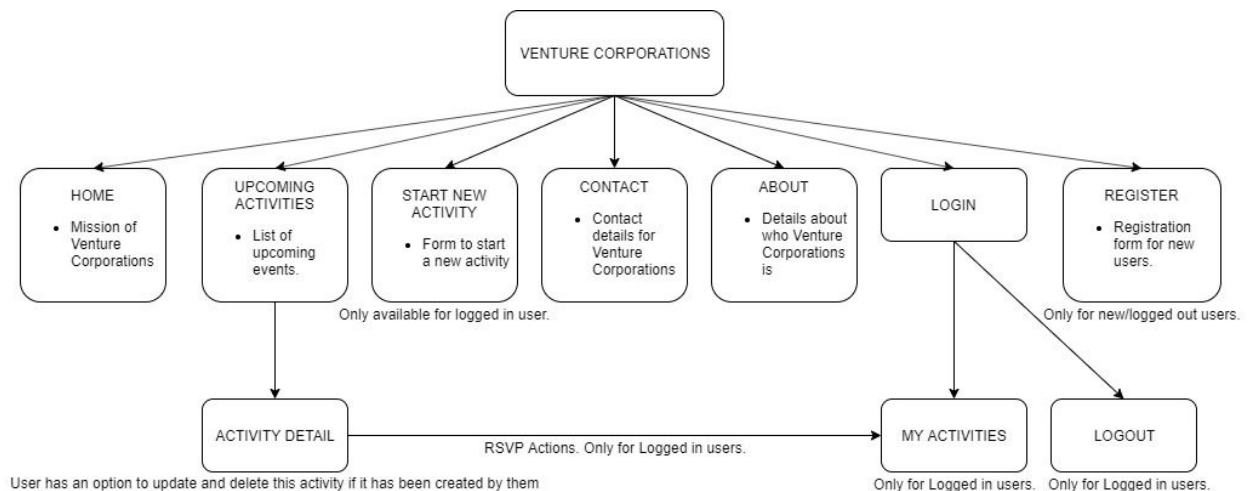 VENTURE CORPORATIONS
HOME
• Mission of
Venture
Corporations
UPCOMING
ACTIVITIES
• List of
upcoming
events.
START NEW
ACTIVITY
• Form to start
a new activity
CONTACT
• Contact
details for
Venture
Corporations
ABOUT
• Details about
who Venture
Corporations
is
LOGIN
REGISTER
• Registration
form for new
users.
Only available for logged in user.
Only for new/logged out users.
ACTIVITY DETAIL
RSVP Actions. Only for Logged in users.
MY ACTIVITIES
LOGOUT
User has an option to update and delete this activity if it has been created by them
Only for Logged in users.
Only for Logged in users.